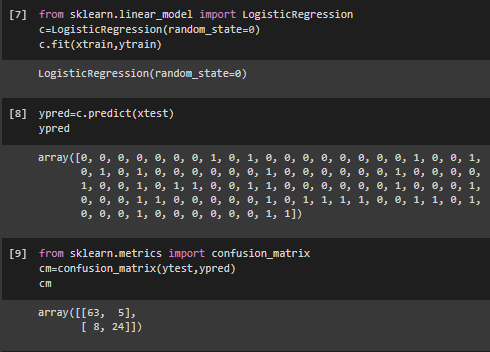 [7] from sklearn.linear_model import LogisticRegression
c=LogisticRegression(random_state=0)
c.fit(xtrain,ytrain)
LogisticRegression(random_state=0)
[8] ypred=c.predict(xtest)
ypred
array([0, 0, 0, 0, 0, 0, 0, 1, 0, 1, 0, 0, 0, 0, 0, 0, 0, 0, 1, 0, 0, 1,
0, 1, 0, 1, 0, 0, 0, 0, 0, 1, 0, 0, 0, 0, 0, 0, 0, 1, 0, 0, 0, 0,
1, 0, 0, 1, 0, 1, 1, 0, 0, 1, 1, 0, 0, 0, 0, 0, 0, 1, 0, 0, 0, 1,
0, 0, 0, 1, 1, 0, 0, 0, 0, 0, 1, 0, 1, 1, 1, 1, 0, 0, 1, 1, 0, 1,
0, 0, 0, 1, 0, 0, 0, 0, 0, 0, 1, 1])
[9] from sklearn.metrics import confusion_matrix
cm=confusion_matrix(ytest,ypred)
cm
array([[63, 5],
[ 8, 24]])